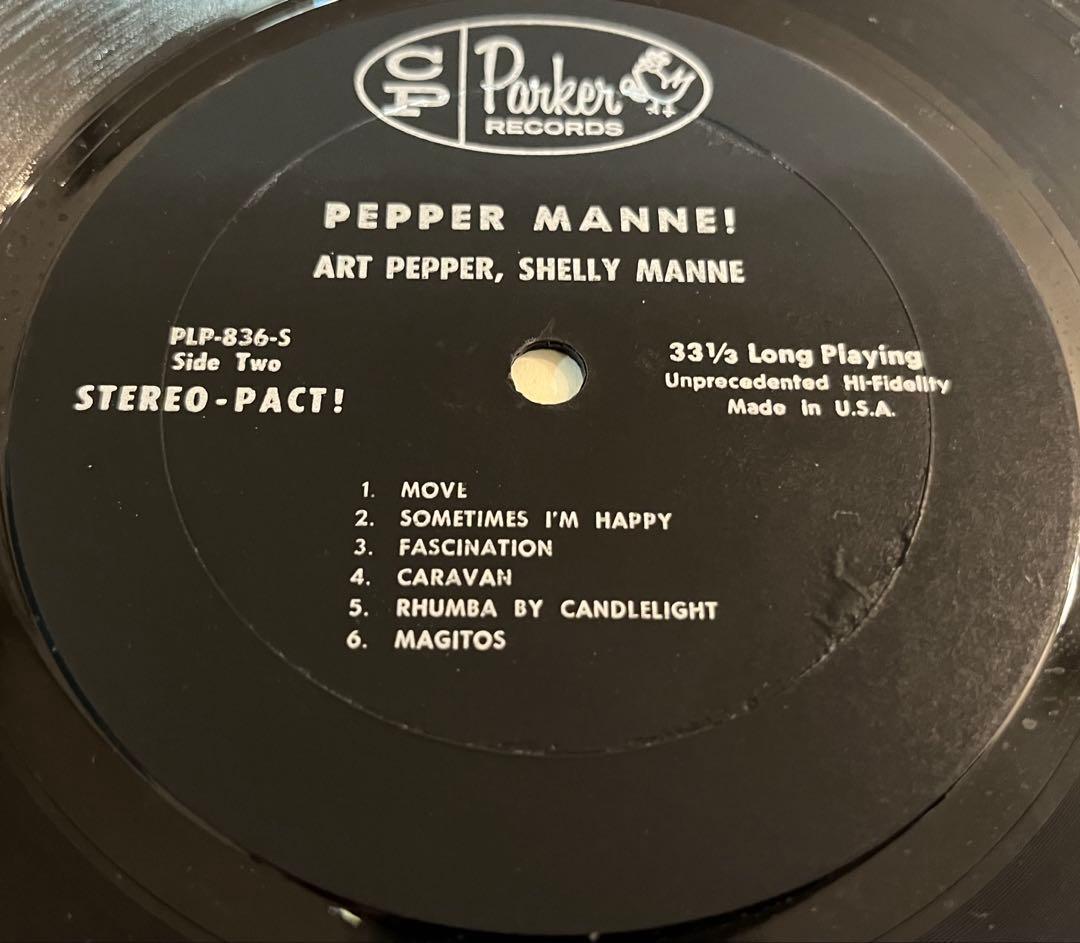 CP Parker
RECORDS
PEPPER MANNE!
ART PEPPER, SHELLY MANNE
PLP-836-S
Side Two
STEREO-PACT!
33⅓ Long Playing
Unprecedented Hi-Fidelity
Made in U.S.A.
1. MOVE
2. SOMETIMES I'M HAPPY
3. FASCINATION
4. CARAVAN
5. RHUMBA BY CANDLELIGHT
6. MAGITOS